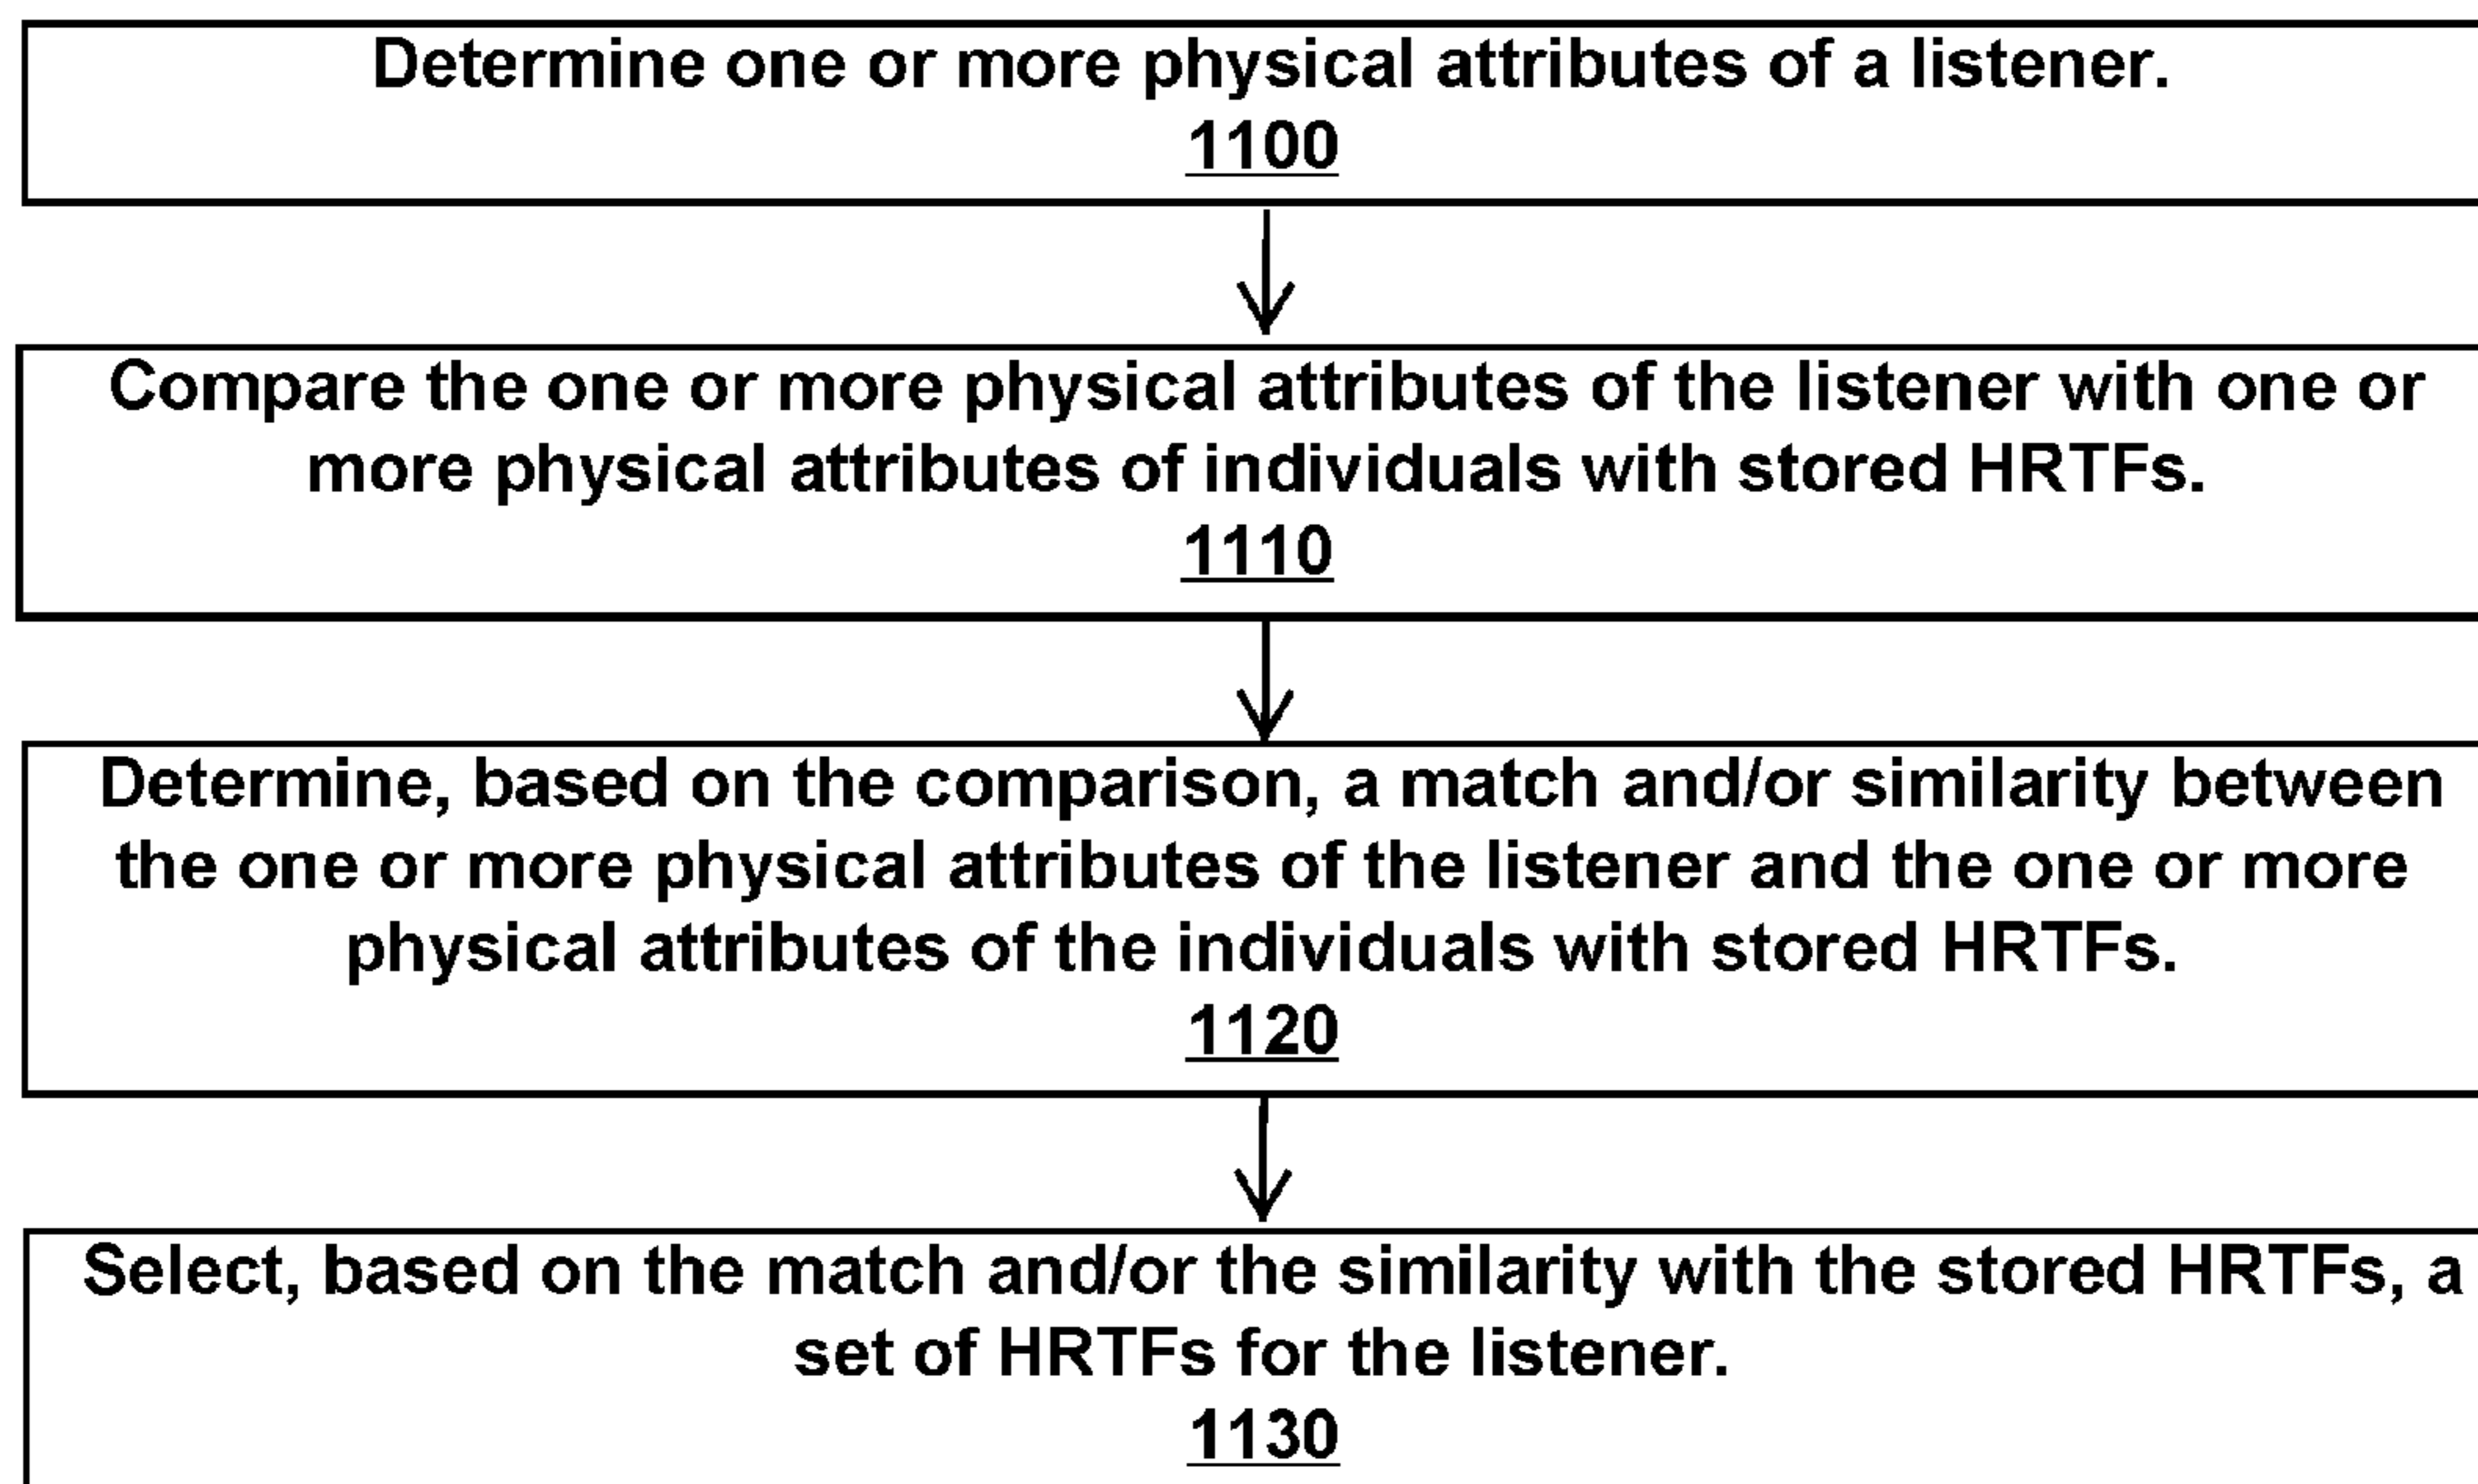 Determine one or more physical attributes of a listener.
1100
Compare the one or more physical attributes of the listener with one or
more physical attributes of individuals with stored HRTFs.
1110
Determine, based on the comparison, a match and/or similarity between
the one or more physical attributes of the listener and the one or more
physical attributes of the individuals with stored HRTFs.
1120
Select, based on the match and/or the similarity with the stored HRTFs, a
set of HRTFs for the listener.
1130